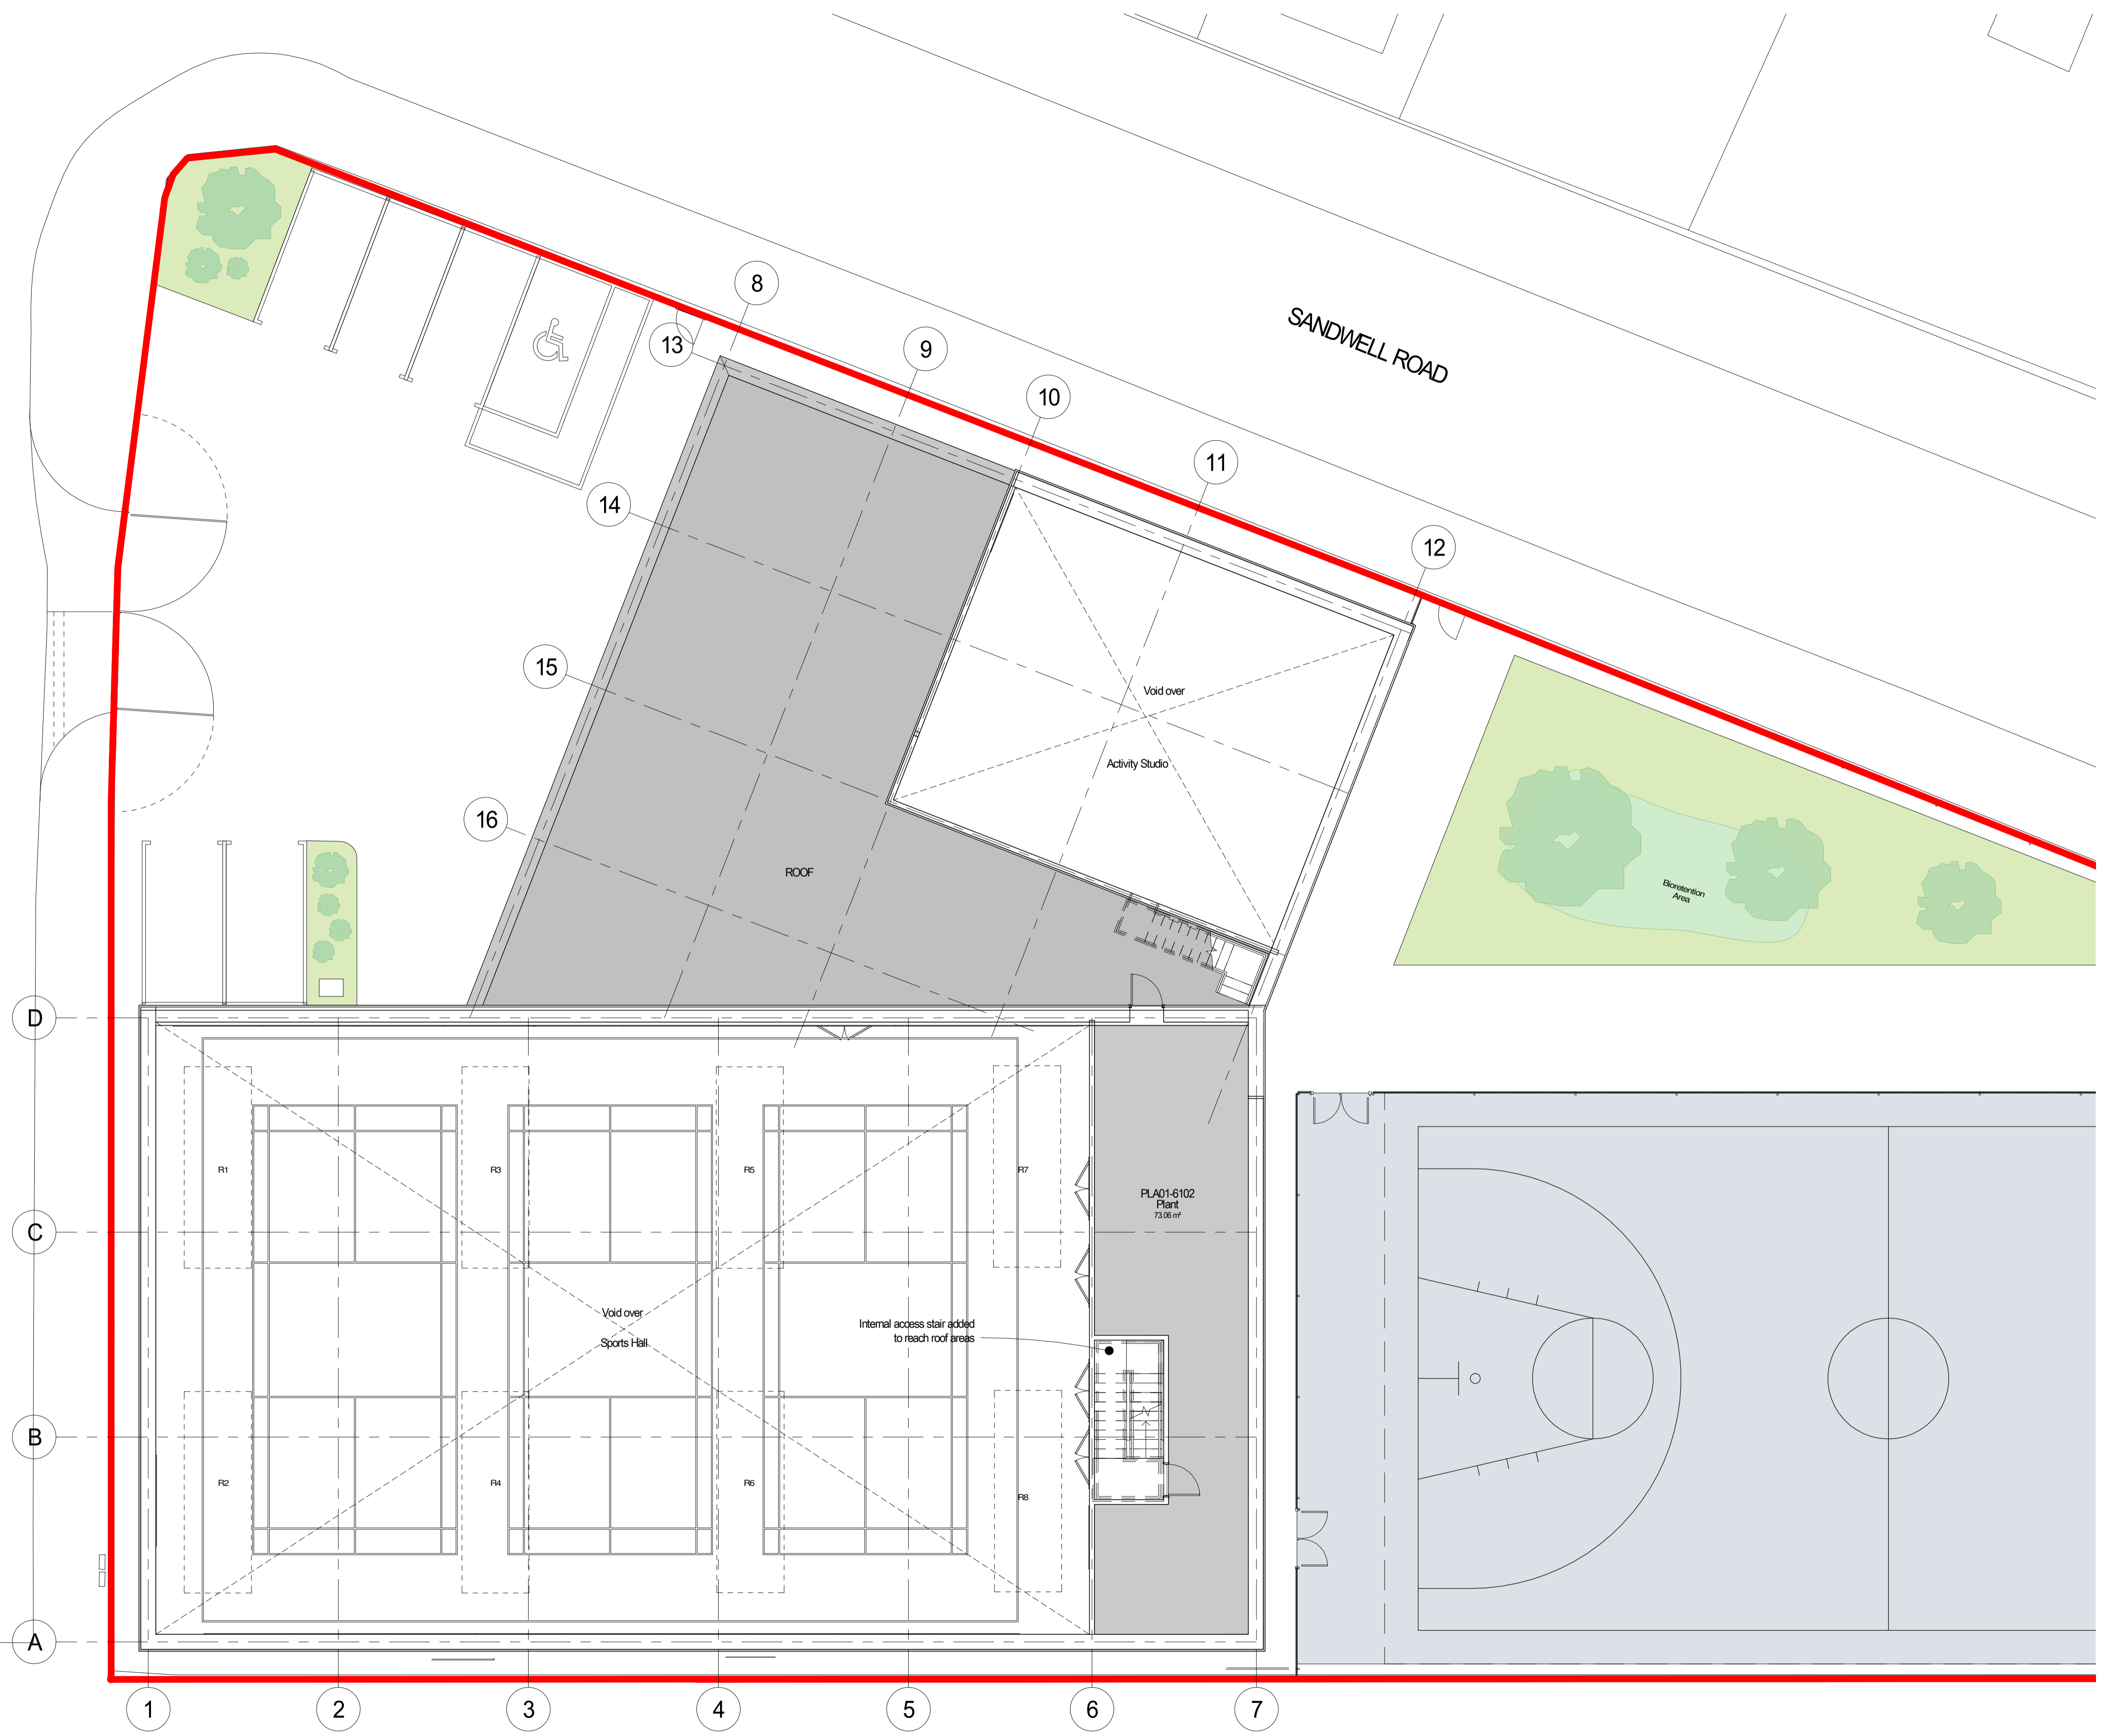 SANDWELL ROAD
8
13
9
10
11
14
12
15
Void over
Activity Studio
16
ROOF
Bioretention
Area
D
R1
R3
R5
R7
PLA01-6102
Plant
73.06 m²
C
Void over
Sports Hall
Internal access stair added
to reach roof areas
B
R2
R4
R6
R8
A
1
2
3
4
5
6
7